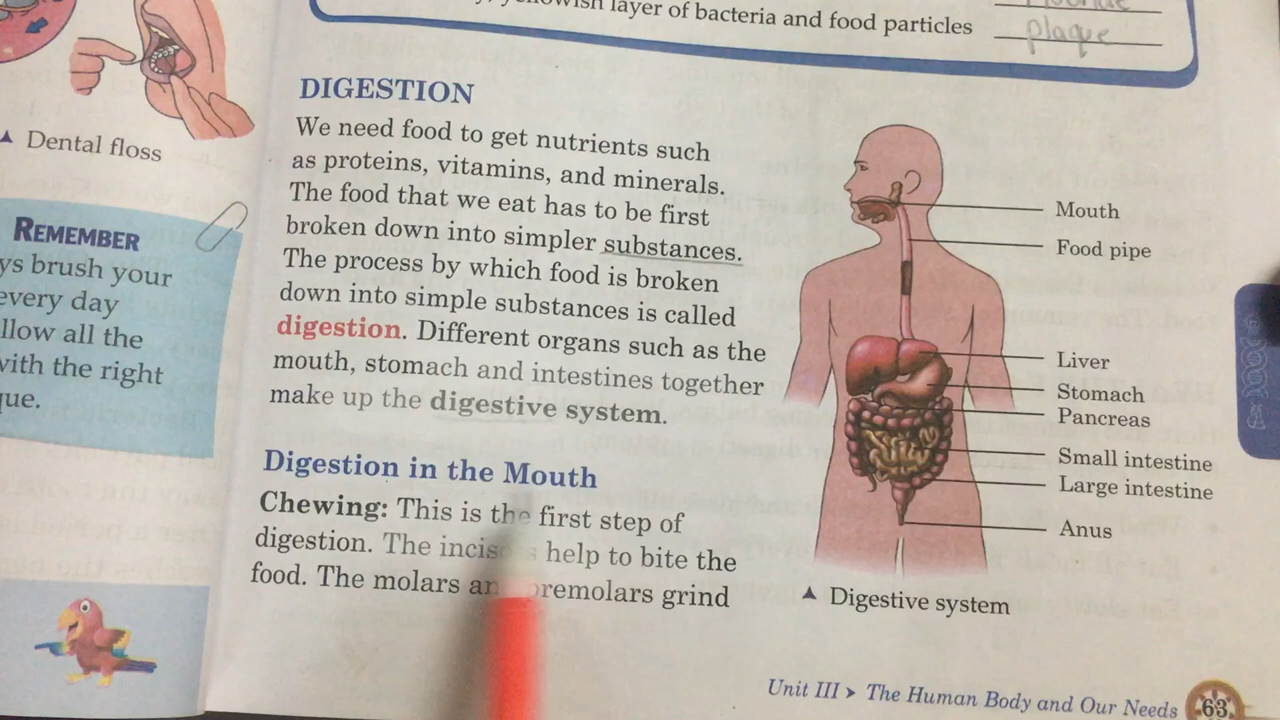 yellowish layer of bacteria and food particles
plaque
Dental floss
REMEMBER
ys brush your
every day
llow all the
with the right
ue.
DIGESTION
We need food to get nutrients such
as proteins, vitamins, and minerals.
The food that we eat has to be first
broken down into simpler substances.
The process by which food is broken
down into simple substances is called
digestion. Different organs such as the
mouth, stomach and intestines together
make up the digestive system.
Digestion in the Mouth
Chewing: This is the first step of
digestion. The incisors help to bite the
food. The molars and premolars grind
Mouth
Food pipe
Liver
Stomach
Pancreas
Small intestine
Large intestine
Anus
Digestive system
Unit III > The Human Body and Our Needs 63